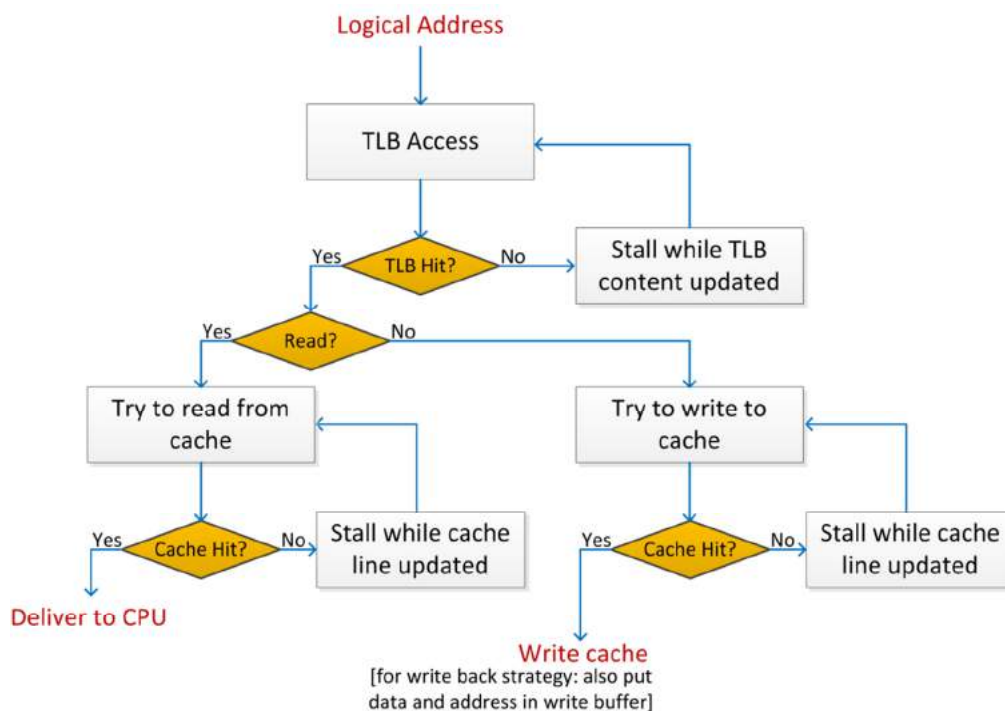 Logical Address
TLB Access
Yes
TLB Hit?
No
Stall while TLB
content updated
Yes
Read?
No
Try to read from
cache
Try to write to
cache
Yes
Cache Hit?
No
Stall while cache
line updated
Yes
Cache Hit?
No
Stall while cache
line updated
Deliver to CPU
Write cache
[for write back strategy: also put
data and address in write buffer]